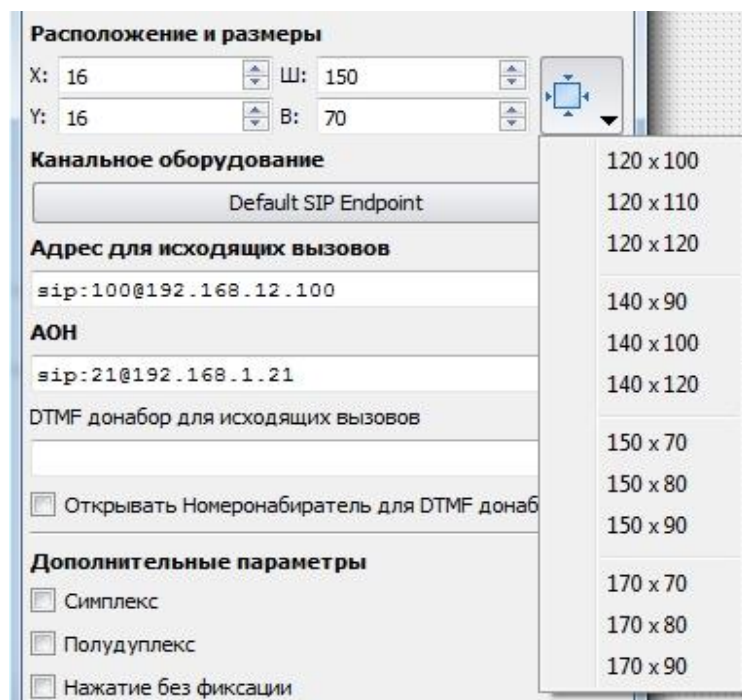 Расположение и размеры
X: 16 Ш: 150
Y: 16 В: 70
Канальное оборудование
Default SIP Endpoint
Адрес для исходящих вызовов
sip:100@192.168.12.100
АОН
sip:21@192.168.1.21
DTMF донабор для исходящих вызовов
Открывать Номеронабиратель для DTMF донаб
Дополнительные параметры
Симплекс
Полудуплекс
Нажатие без фиксации
120 x 100
120 x 110
120 x 120
140 x 90
140 x 100
140 x 120
150 x 70
150 x 80
150 x 90
170 x 70
170 x 80
170 x 90